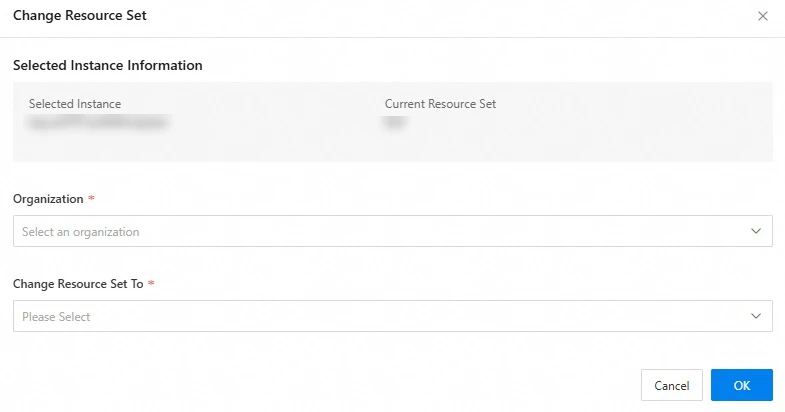 Change Resource Set
Selected Instance Information
Selected Instance
Current Resource Set
Organization *
Select an organization
Change Resource Set To *
Please Select
Cancel
OK